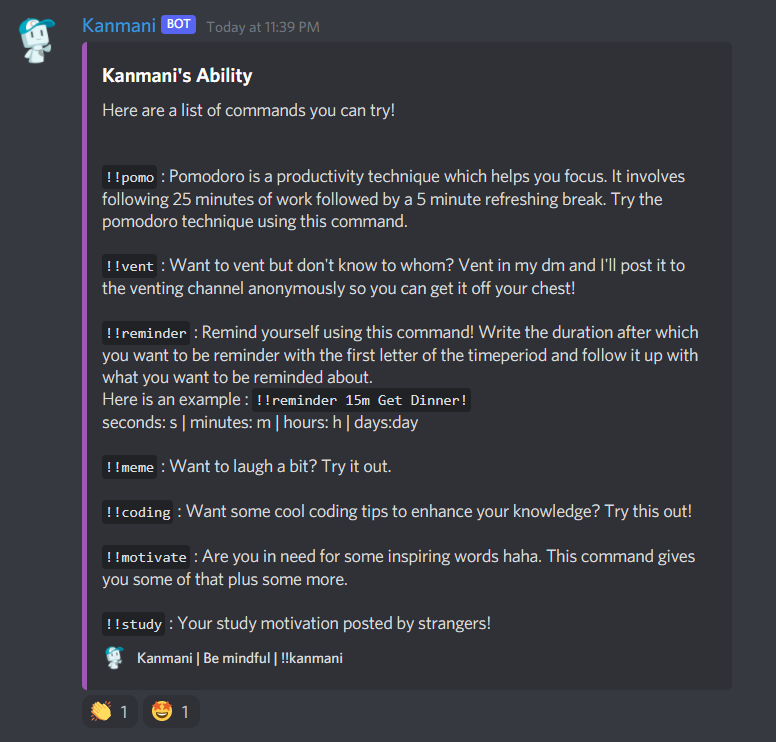 Kanmani BOT Today at 11:39 PM
Kanmani's Ability
Here are a list of commands you can try!
!!pomo : Pomodoro is a productivity technique which helps you focus. It involves
following 25 minutes of work followed by a 5 minute refreshing break. Try the
pomodoro technique using this command.
!!vent : Want to vent but don't know to whom? Vent in my dm and I'll post it to
the venting channel anonymously so you can get it off your chest!
!!reminder : Remind yourself using this command! Write the duration after which
you want to be reminder with the first letter of the timeperiod and follow it up with
what you want to be reminded about.
Here is an example : !!reminder 15m Get Dinner!
seconds: s | minutes: m | hours: h | days:day
!!meme : Want to laugh a bit? Try it out.
!!coding : Want some cool coding tips to enhance your knowledge? Try this out!
!!motivate : Are you in need for some inspiring words haha. This command gives
you some of that plus some more.
!!study : Your study motivation posted by strangers!
Kanmani | Be mindful | !!kanmani
1 1